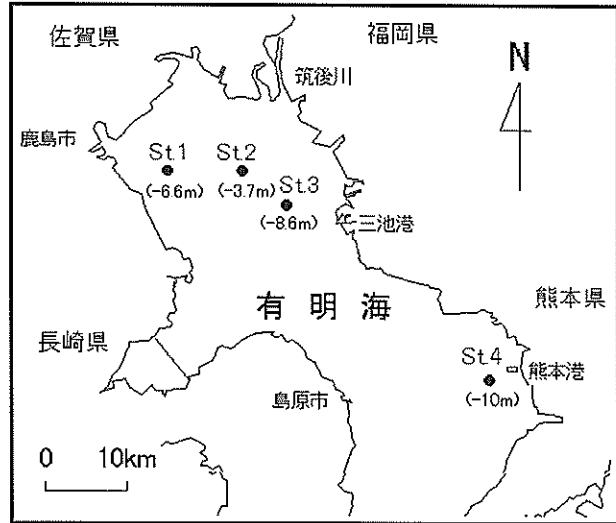 佐賀県
福岡県
筑後川
N
鹿島市
St.1
St.2
(-6.6m)
(-3.7m)
St.3
(-8.6m)
三池港
有明海
熊本県
長崎県
St.4
熊本港
(-10m)
島原市
0 10km